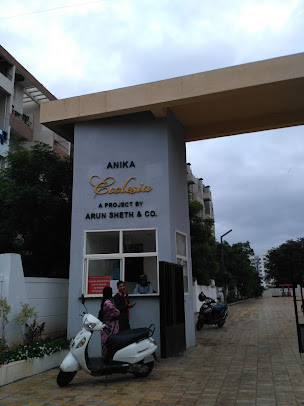 ANIKA
Ecclesia
A PROJECT BY
ARUN SHETH & CO.